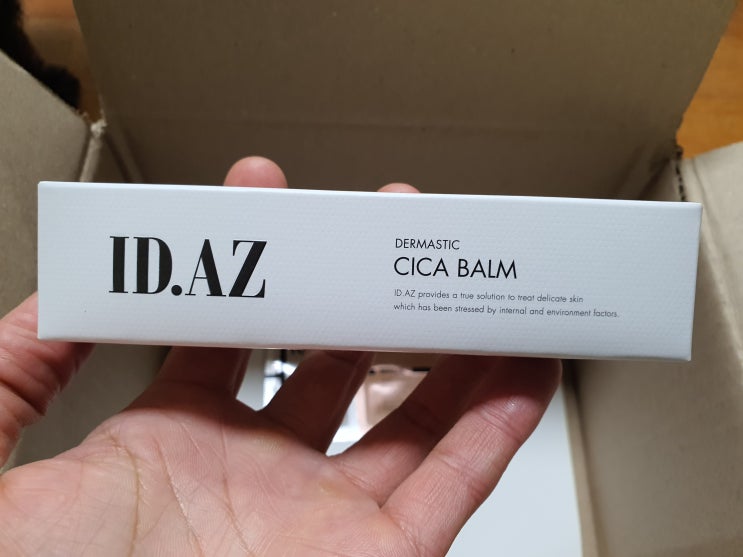 ID.AZ
DERMASTIC
CICA BALM
ID.AZ provides a true solution to treat delicate skin
which has been stressed by internal and environment factors.